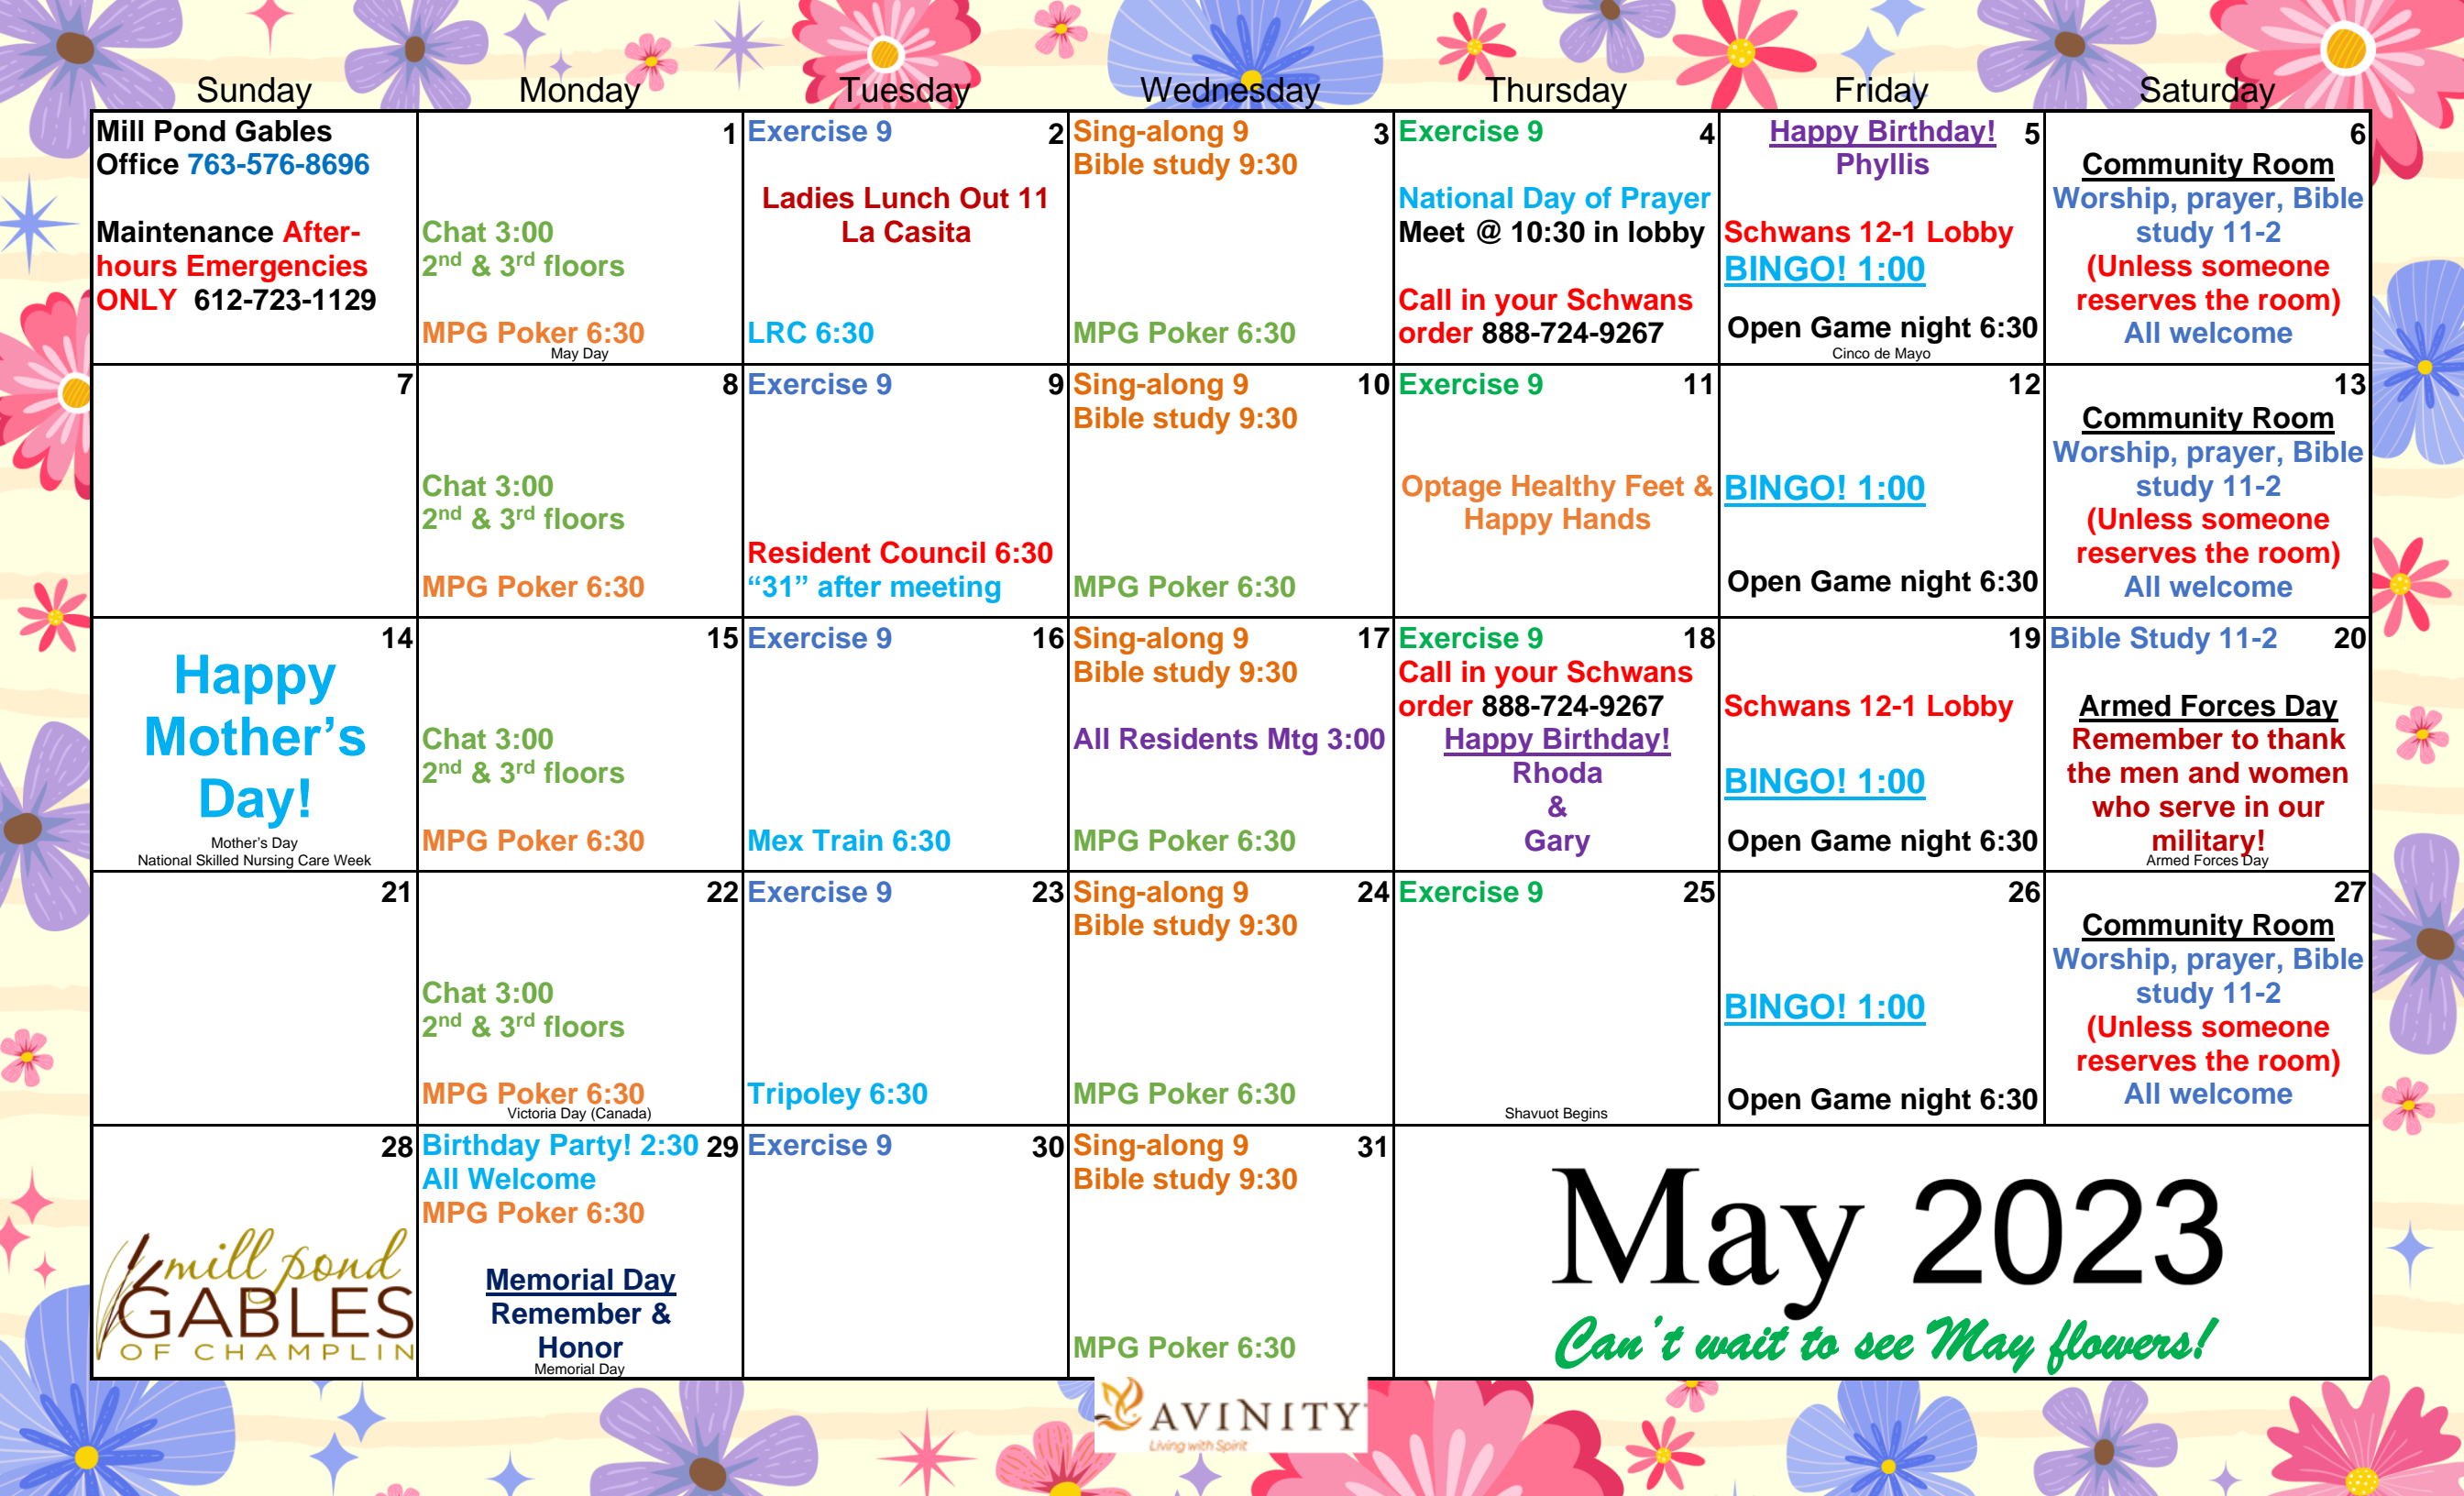 Sunday Monday Tuesday Wednesday Thursday Friday Saturday
Mill Pond Gables
Office 763-576-8696
Maintenance After-
hours Emergencies
ONLY 612-723-1129
1
Chat 3:00
2nd & 3rd floors
MPG Poker 6:30
May Day
Exercise 9 2
Ladies Lunch Out 11
La Casita
LRC 6:30
Sing-along 9 3
Bible study 9:30
MPG Poker 6:30
Exercise 9 4
National Day of Prayer
Meet @ 10:30 in lobby
Call in your Schwans
order 888-724-9267
Happy Birthday! 5
Phyllis
Schwans 12-1 Lobby
BINGO! 1:00
Open Game night 6:30
Cinco de Mayo
6
Community Room
Worship, prayer, Bible
study 11-2
(Unless someone
reserves the room)
All welcome
7
8
Chat 3:00
2nd & 3rd floors
MPG Poker 6:30
Exercise 9 9
Resident Council 6:30
“31” after meeting
Sing-along 9 10
Bible study 9:30
MPG Poker 6:30
Exercise 9 11
Optage Healthy Feet &
Happy Hands
12
BINGO! 1:00
Open Game night 6:30
13
Community Room
Worship, prayer, Bible
study 11-2
(Unless someone
reserves the room)
All welcome
14
Happy
Mother’s
Day!
Mother’s Day
National Skilled Nursing Care Week
15
Chat 3:00
2nd & 3rd floors
MPG Poker 6:30
Exercise 9 16
Mex Train 6:30
Sing-along 9 17
Bible study 9:30
All Residents Mtg 3:00
MPG Poker 6:30
Exercise 9 18
Call in your Schwans
order 888-724-9267
Happy Birthday!
Rhoda
&
Gary
19
Schwans 12-1 Lobby
BINGO! 1:00
Open Game night 6:30
Bible Study 11-2 20
Armed Forces Day
Remember to thank
the men and women
who serve in our
military!
Armed Forces Day
21
22
Chat 3:00
2nd & 3rd floors
MPG Poker 6:30
Victoria Day (Canada)
Exercise 9 23
Tripoley 6:30
Sing-along 9 24
Bible study 9:30
MPG Poker 6:30
Exercise 9 25
Shavuot Begins
26
BINGO! 1:00
Open Game night 6:30
27
Community Room
Worship, prayer, Bible
study 11-2
(Unless someone
reserves the room)
All welcome
28
mill pond
GABLES
OF CHAMPLIN
Birthday Party! 2:30 29
All Welcome
MPG Poker 6:30
Memorial Day
Remember &
Honor
Memorial Day
Exercise 9 30
Sing-along 9 31
Bible study 9:30
MPG Poker 6:30
May 2023
Can't wait to see May flowers!
AVINITY
Living with Spirit